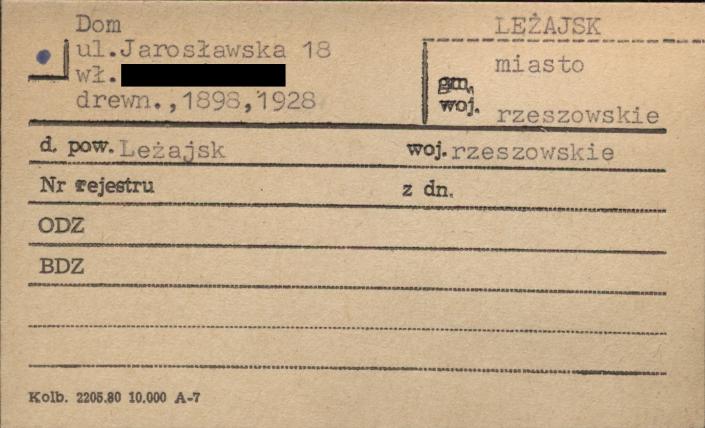 Dom
ul.Jarosławska 18
wł.
drewn.,1898,1928
LEŻAJSK
miasto
gm.
woj. rzeszowskie
d. pow. Leżajsk woj. rzeszowskie
Nr rejestru z dn.
ODZ
BDZ
Kolb. 2205.80 10.000 A-7